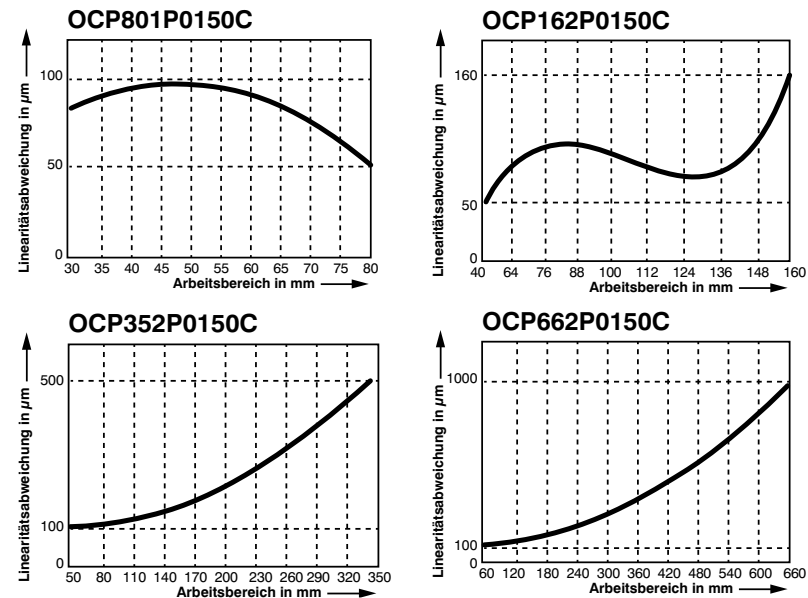 OCP801P0150C
Linearitätsabweichung in µm
100
50
0
30 35 40 45 50 55 60 65 70 75 80
Arbeitsbereich in mm
OCP162P0150C
Linearitätsabweichung in µm
160
50
0
40 64 76 88 100 112 124 136 148 160
Arbeitsbereich in mm
OCP352P0150C
Linearitätsabweichung in µm
500
100
0
50 80 110 140 170 200 230 260 290 320 350
Arbeitsbereich in mm
OCP662P0150C
Linearitätsabweichung in µm
1000
100
0
60 120 180 240 300 360 420 480 540 600 660
Arbeitsbereich in mm